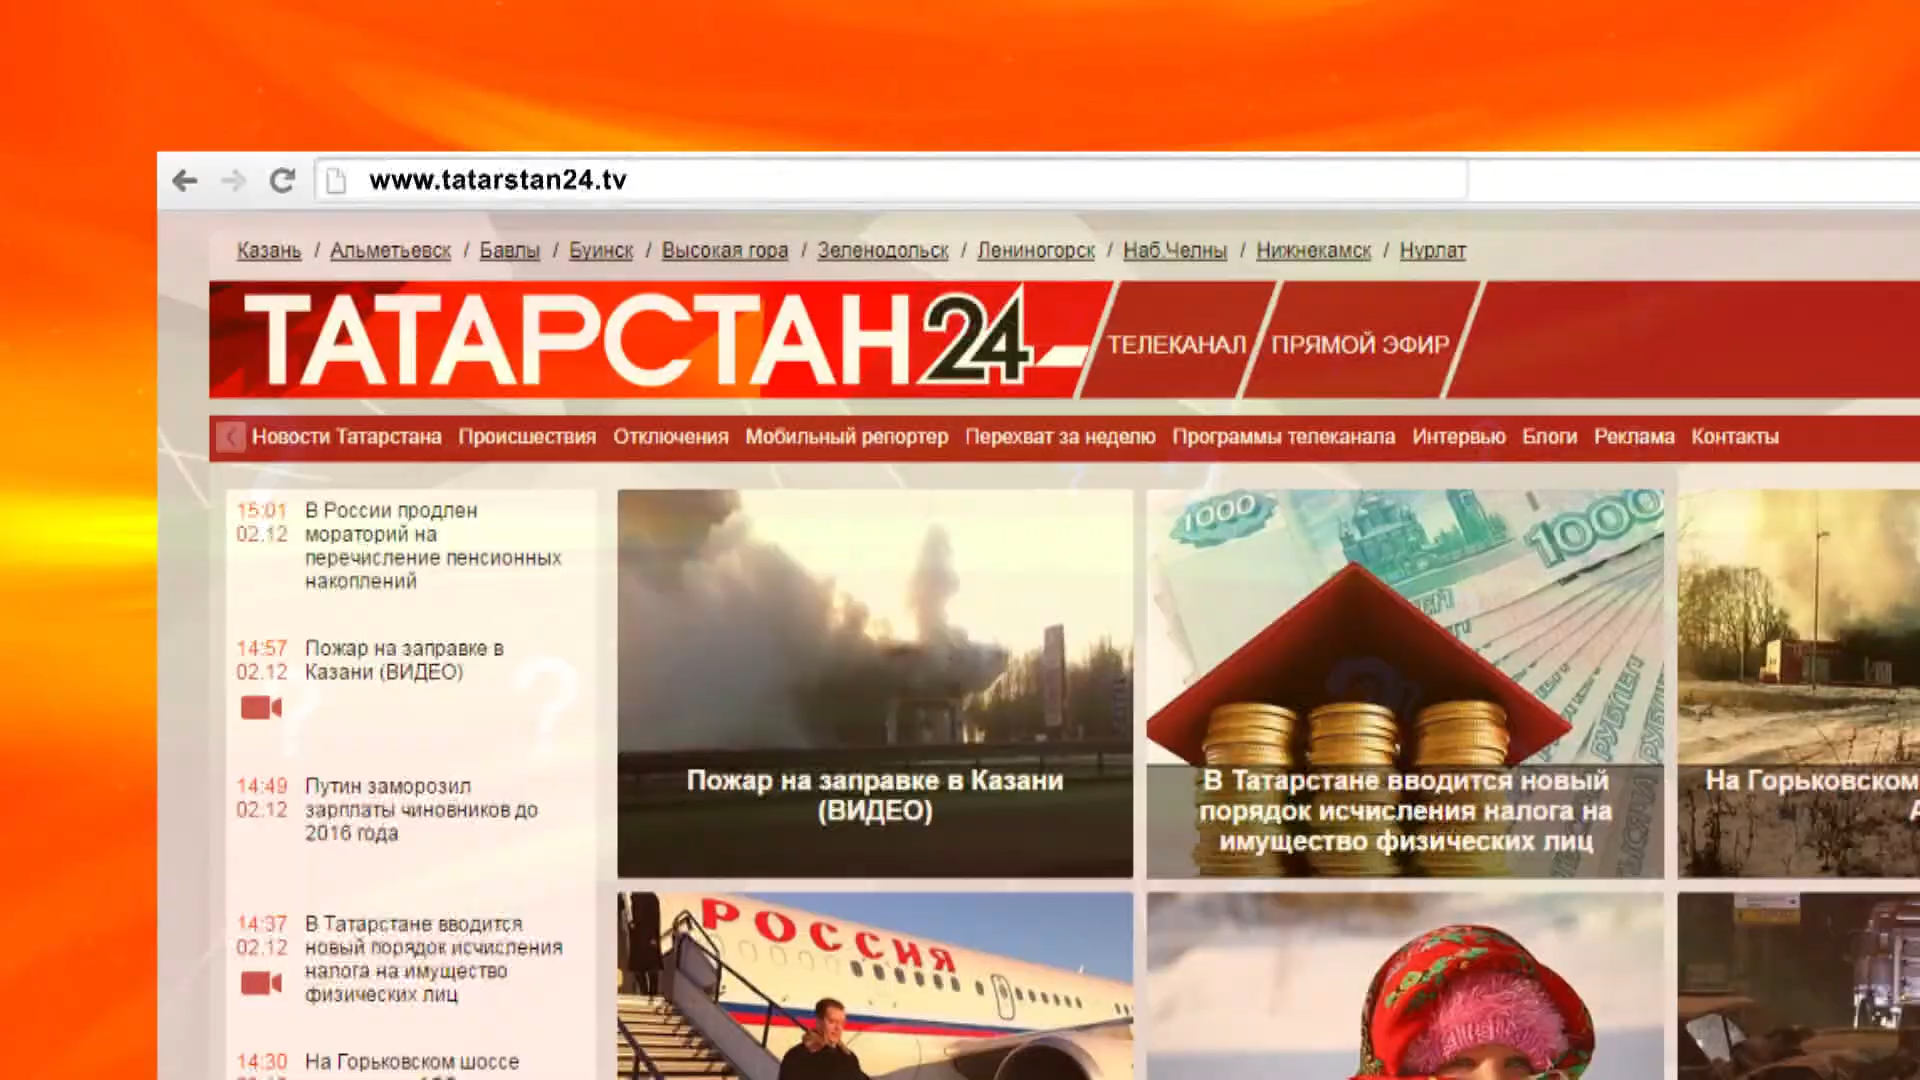 www.tatarstan24.tv
Казань / Альметьевск / Бавлы / Буинск / Высокая гора / Зеленодольск / Лениногорск / Наб.Челны / Нижнекамск / Нурлат
ТАТАРСТАН24
ТЕЛЕКАНАЛ
ПРЯМОЙ ЭФИР
Новости Татарстана Происшествия Отключения Мобильный репортер Перехват за неделю Программы телеканала Интервью Блоги Реклама Контакты
15:01
02.12
В России продлен
мораторий на
перечисление пенсионных
накоплений
14:57
02.12
Пожар на заправке в
Казани (ВИДЕО)
14:49
02.12
Путин заморозил
зарплаты чиновников до
2016 года
14:37
02.12
В Татарстане вводится
новый порядок исчисления
налога на имущество
физических лиц
14:30
На Горьковском шоссе
Пожар на заправке в Казани
(ВИДЕО)
1000
1000
РУБЛЕЙ
В Татарстане вводится новый
порядок исчисления налога на
имущество физических лиц
На Горьковском
РОССИЯ